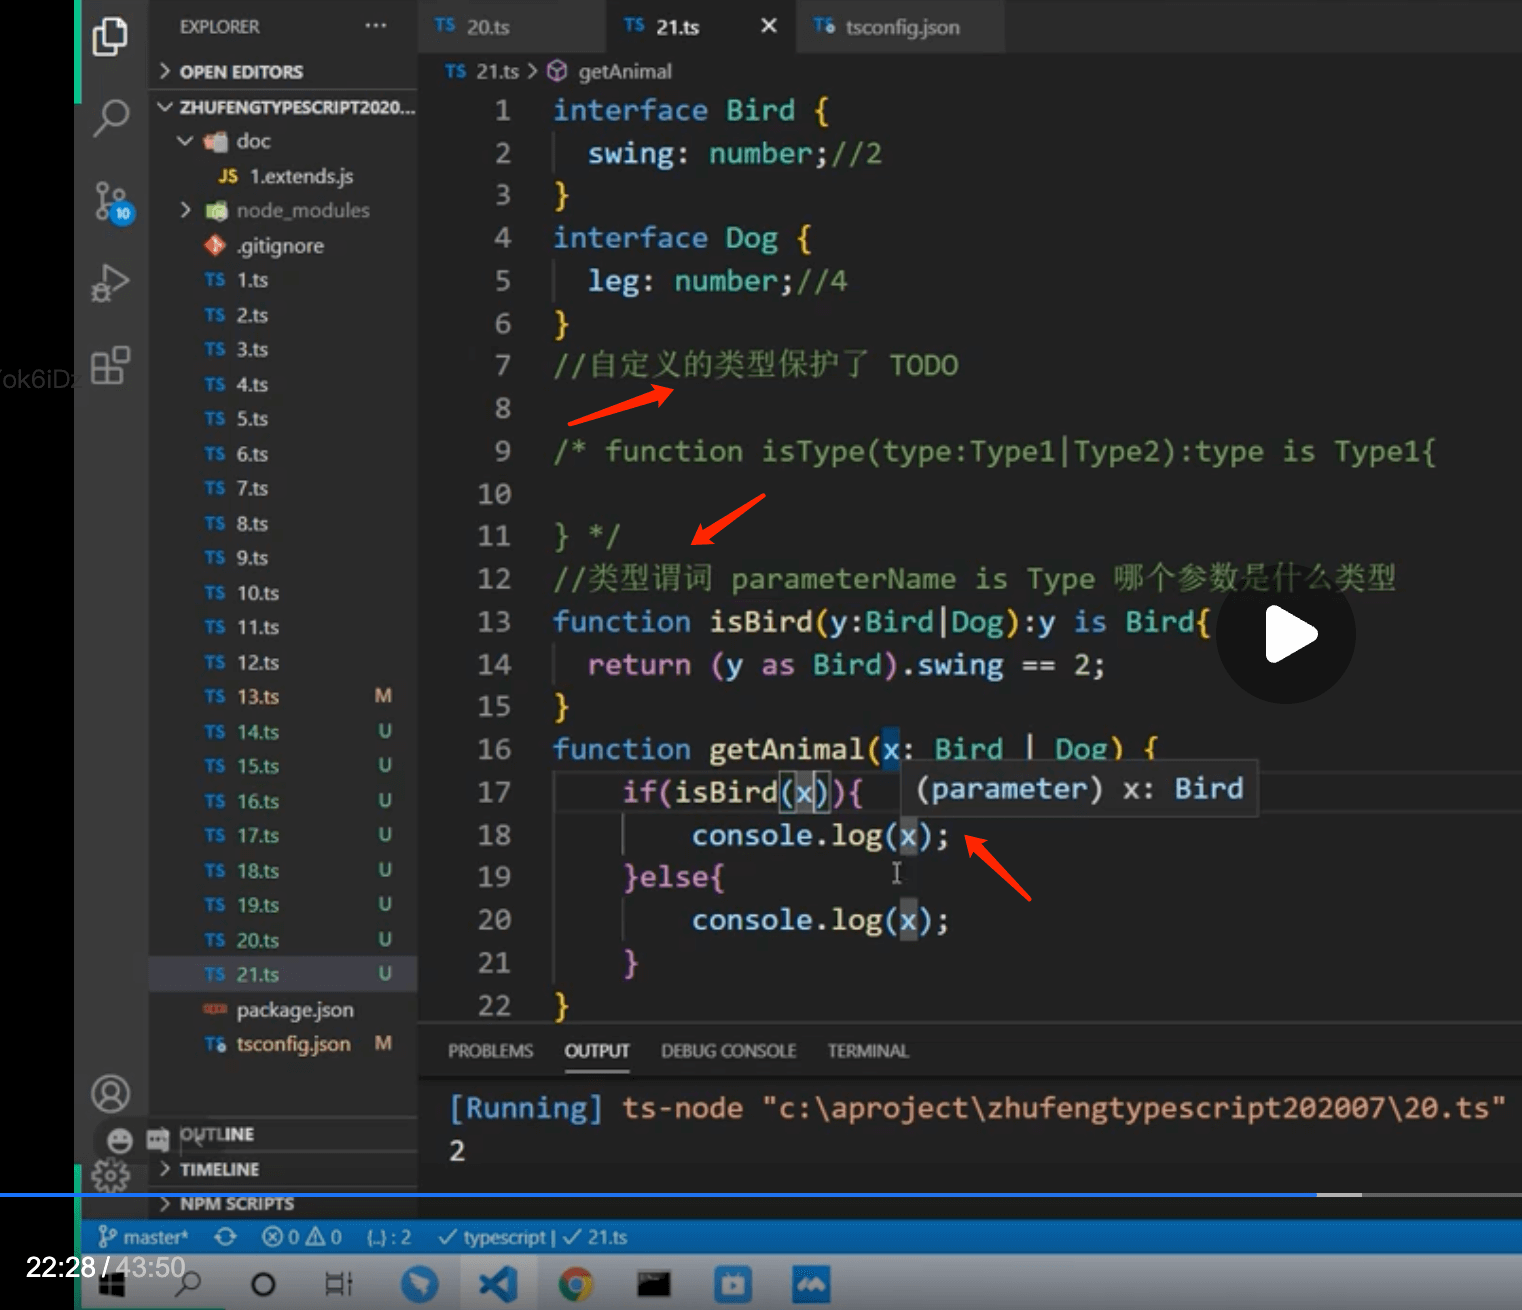 EXPLORER
···
TS 20.ts
TS 21.ts
tsconfig.json
OPEN EDITORS
TS 21.ts > getAnimal
ZHUFENGTYPESCRIPT2020...
doc
JS 1.extends.js
node_modules
.gitignore
TS 1.ts
TS 2.ts
TS 3.ts
TS 4.ts
TS 5.ts
TS 6.ts
TS 7.ts
TS 8.ts
TS 9.ts
TS 10.ts
TS 11.ts
TS 12.ts
TS 13.ts M
TS 14.ts U
TS 15.ts U
TS 16.ts U
TS 17.ts U
TS 18.ts U
TS 19.ts U
TS 20.ts U
TS 21.ts U
package.json
tsconfig.json M
OUTLINE
TIMELINE
NPM SCRIPTS
10
1 interface Bird {
2 swing: number;//2
3 }
4 interface Dog {
5 leg: number;//4
6 }
7 //自定义的类型保护了 TODO
8
9 /* function isType(type:Type1|Type2):type is Type1{
10
11 } */
12 //类型谓词 parameterName is Type 哪个参数是什么类型
13 function isBird(y:Bird|Dog):y is Bird{
14 return (y as Bird).swing == 2;
15 }
16 function getAnimal(x: Bird | Dog) {
17 if(isBird(x)){
(parameter) x: Bird
18 console.log(x);
19 }else{
20 console.log(x);
21 }
22 }
PROBLEMS OUTPUT DEBUG CONSOLE TERMINAL
[Running] ts-node "c:\aproject\zhufengtypescript202007\20.ts"
2
master* 0 0 {..} : 2 ✓ typescript | ✓ 21.ts
22:28 / 43:50